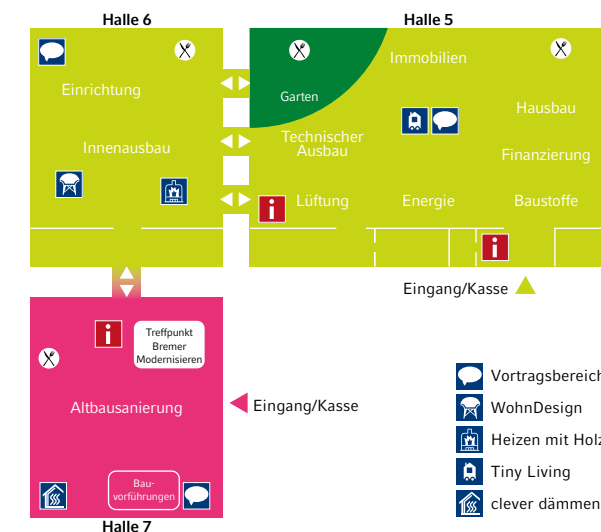 Halle 6
Halle 5
Einrichtung
Innenausbau
Garten
Immobilien
Technischer
Ausbau
Hausbau
Finanzierung
Lüftung
Energie
Baustoffe
i
i
Eingang/Kasse
i
Treffpunkt
Bremer
Modernisieren
Altbausanierung
Eingang/Kasse
Bau-
vorführungen
Halle 7
Vortragsbereich
WohnDesign
Heizen mit Holz
Tiny Living
clever dämmen